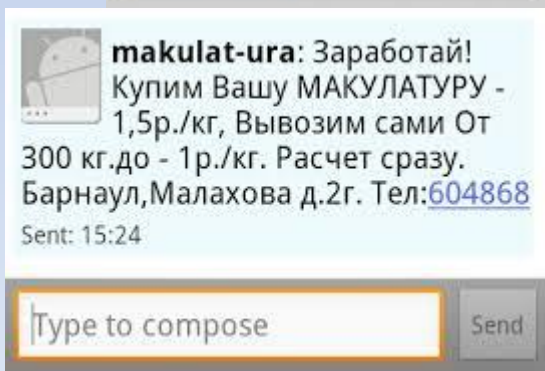 makulat-ura: Заработай!
Купим Вашу МАКУЛАТУРУ -
1,5р./кг, Вывозим сами От
300 кг.до - 1р./кг. Расчет сразу.
Барнаул,Малахова д.2г. Тел:604868
Sent: 15:24
Type to compose
Send